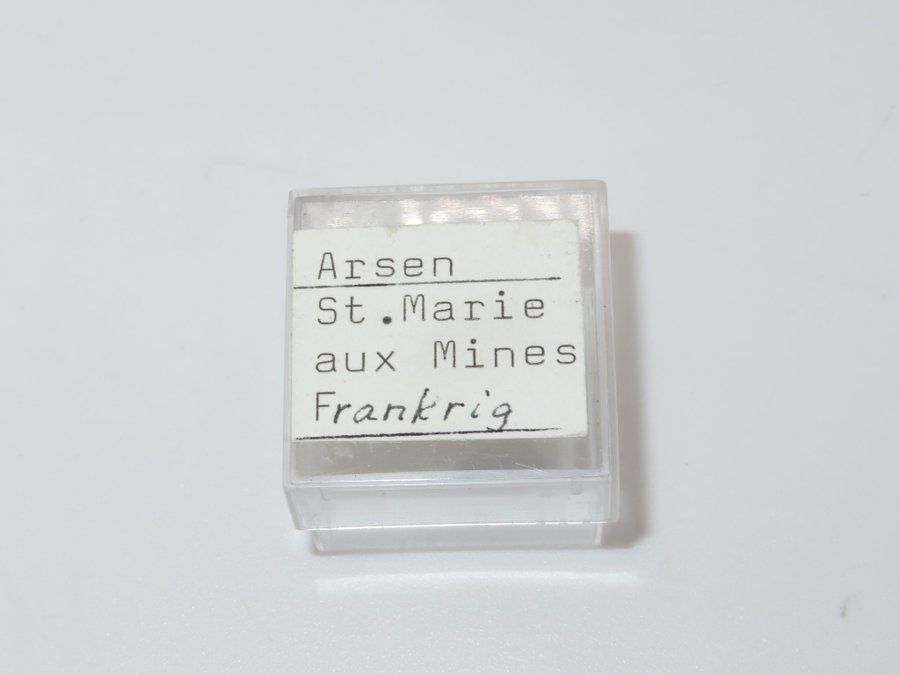 Arsen
St.Marie
aux Mines
Frankrig